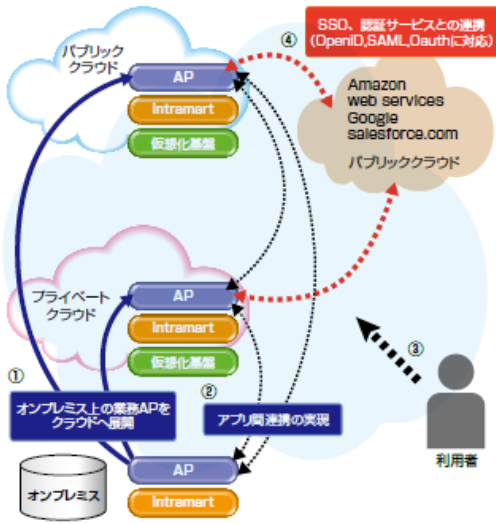 SSO、認証サービスとの連携
(OpenID,SAML,Oauthに対応)
④
パブリック
クラウド
AP
Intramart
仮想化基盤
Amazon
web services
Google
salesforce.com
パブリッククラウド
プライベート
クラウド
AP
Intramart
仮想化基盤
①
オンプレミス上の業務APを
クラウドへ展開
②
アプリ間連携の実現
③
利用者
オンプレミス
AP
Intramart